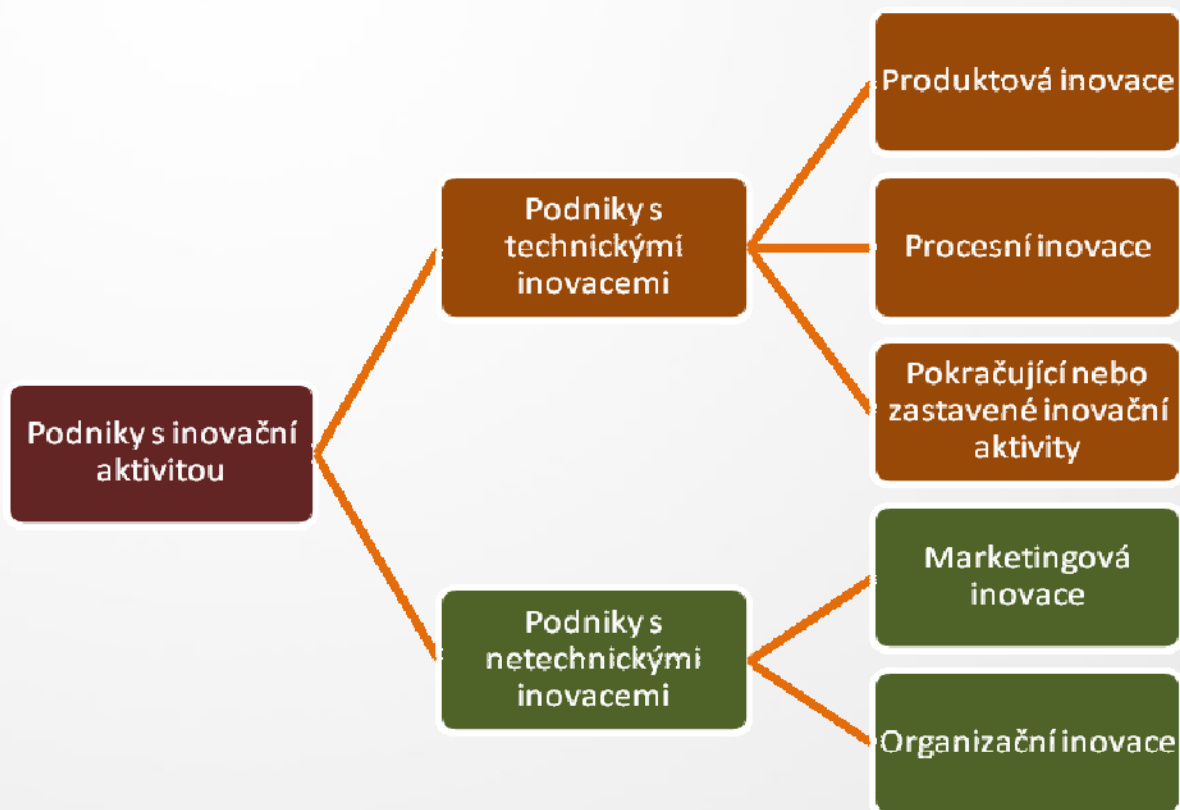 Produktová inovace
Podniky s
technickými
inovacemi
Procesní inovace
Pokračující nebo
zastavené inovační
aktivity
Podniky s inovační
aktivitou
Marketingová
inovace
Podniky s
netechnickými
inovacemi
Organizační inovace